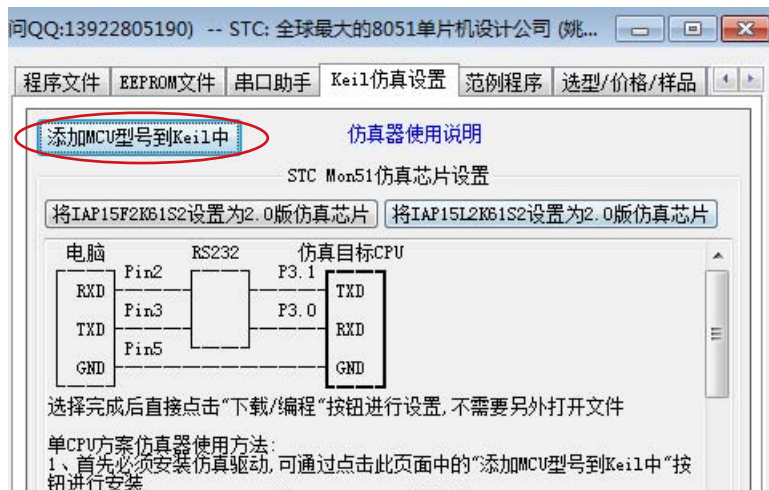 问QQ:13922805190) -- STC: 全球最大的8051单片机设计公司 (姚...
程序文件 EEPROM文件 串口助手 Keil仿真设置 范例程序 选型/价格/样品
添加MCU型号到Keil中 仿真器使用说明
STC Mon51仿真芯片设置
将IAP15F2K61S2设置为2.0版仿真芯片 将IAP15L2K61S2设置为2.0版仿真芯片
电脑 RS232 仿真目标CPU
Pin2 P3.1
RXD TXD
Pin3 P3.0
TXD RXD
Pin5
GND GND
选择完成后直接点击“下载/编程“按钮进行设置,不需要另外打开文件
单CPU方案仿真器使用方法:
1、首先必须安装仿真驱动,可通过点击此页面中的“添加MCU型号到Keil中“按
钮进行安装